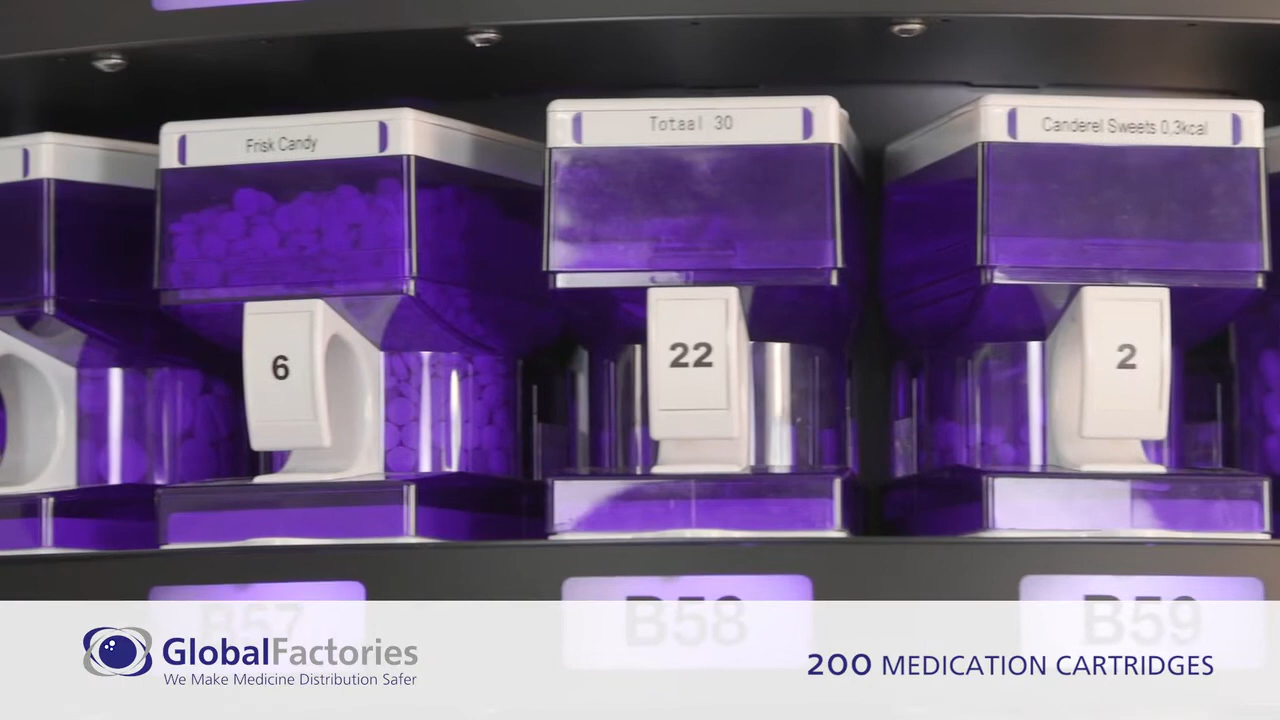 Frisk Candy
Totaal 30
Canderel Sweets 0,3kcal
6
22
2
B57
B58
B59
GlobalFactories
We Make Medicine Distribution Safer
200 MEDICATION CARTRIDGES